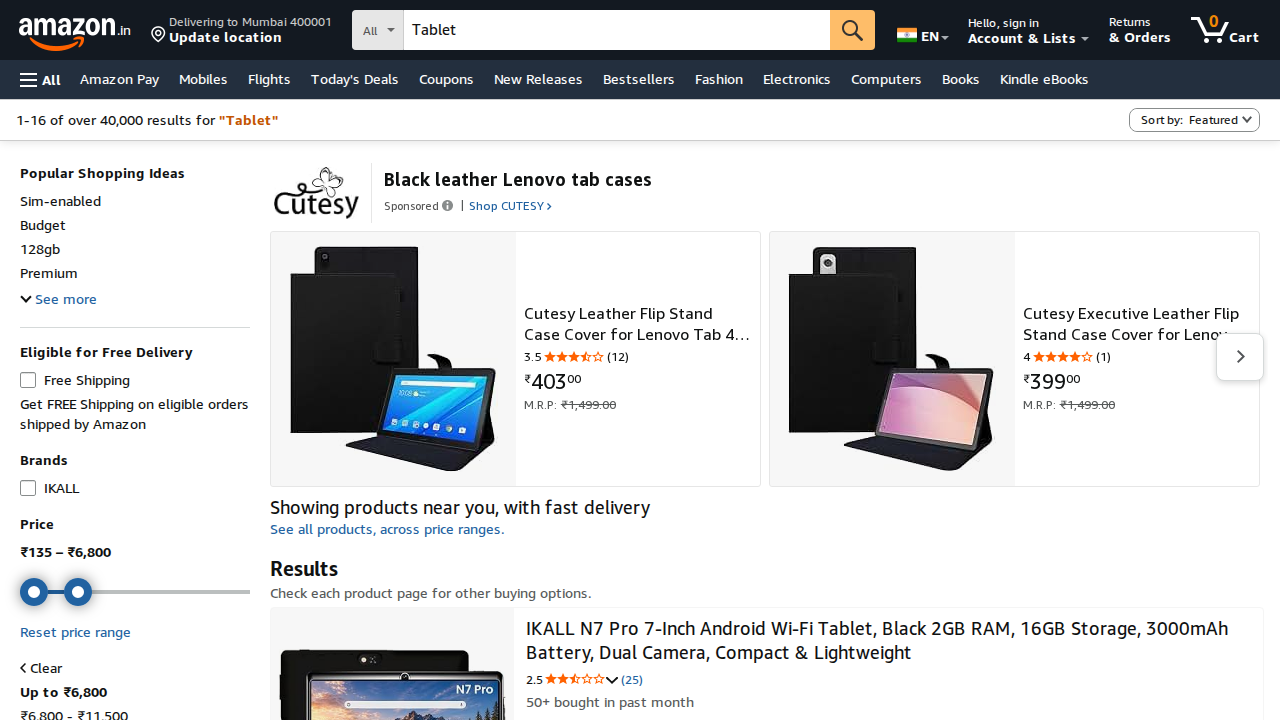 amazon.in
Delivering to Mumbai 400001
Update location
All
Tablet
EN
Hello, sign in
Account & Lists
Returns
& Orders
0
Cart
All
Amazon Pay
Mobiles
Flights
Today's Deals
Coupons
New Releases
Bestsellers
Fashion
Electronics
Computers
Books
Kindle eBooks
1-16 of over 40,000 results for "Tablet"
Sort by: Featured
Popular Shopping Ideas
Sim-enabled
Budget
128gb
Premium
See more
Eligible for Free Delivery
Free Shipping
Get FREE Shipping on eligible orders
shipped by Amazon
Brands
IKALL
Price
₹135 – ₹6,800
Reset price range
Clear
Up to ₹6,800
₹6,800 - ₹11,500
Cutesy
Black leather Lenovo tab cases
Sponsored
Shop CUTESY
Cutesy Leather Flip Stand
Case Cover for Lenovo Tab 4…
3.5 (12)
₹40300
M.R.P: ₹1,499.00
Cutesy Executive Leather Flip
Stand Case Cover for Lenov
4 (1)
₹39900
M.R.P: ₹1,499.00
Showing products near you, with fast delivery
See all products, across price ranges.
Results
Check each product page for other buying options.
N7 Pro
IKALL N7 Pro 7-Inch Android Wi-Fi Tablet, Black 2GB RAM, 16GB Storage, 3000mAh
Battery, Dual Camera, Compact & Lightweight
2.5 (25)
50+ bought in past month